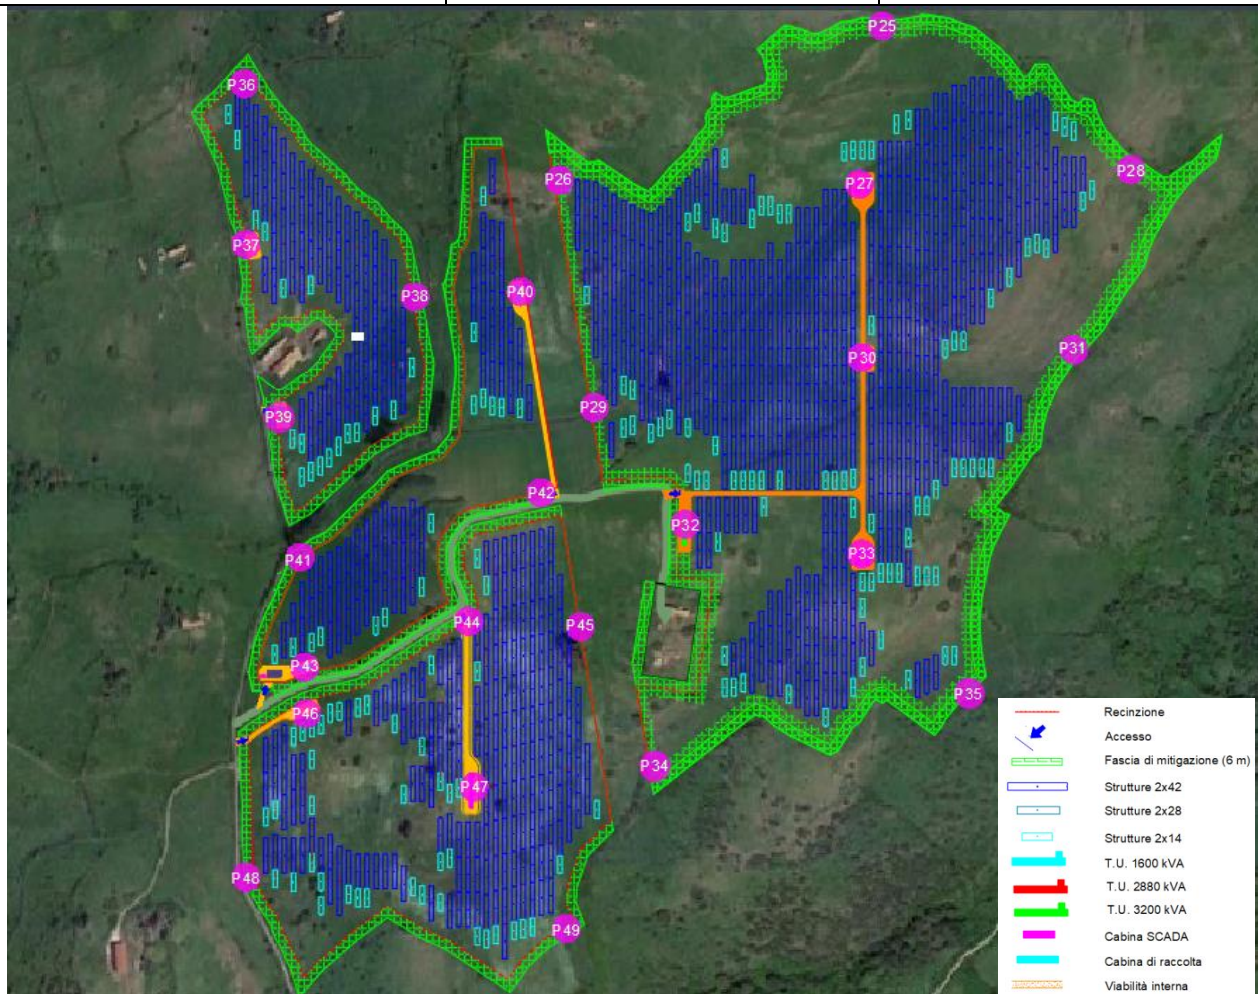 P25
P36
P28
P26
P27
P37
P38
P40
P31
P30
P29
P39
P42
P32
P33
P41
P44
P45
P43
P35
P46
P34
P47
P48
P49
Recinzione
Accesso
Fascia di mitigazione (6 m)
Strutture 2x42
Strutture 2x28
Strutture 2x14
T.U. 1600 kVA
T.U. 2880 kVA
T.U. 3200 kVA
Cabina SCADA
Cabina di raccolta
Viabilità interna